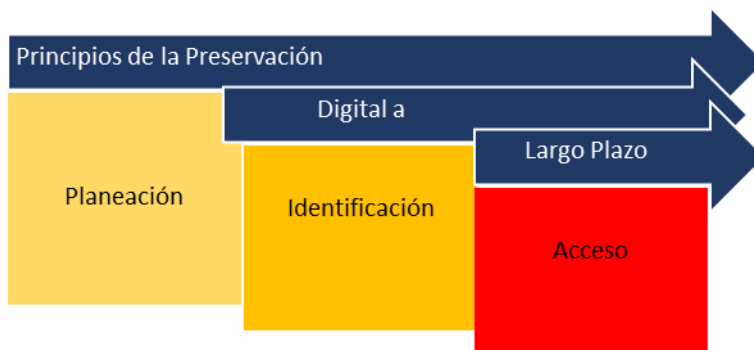 Principios de la Preservación
Digital a
Largo Plazo
Planeación
Identificación
Acceso